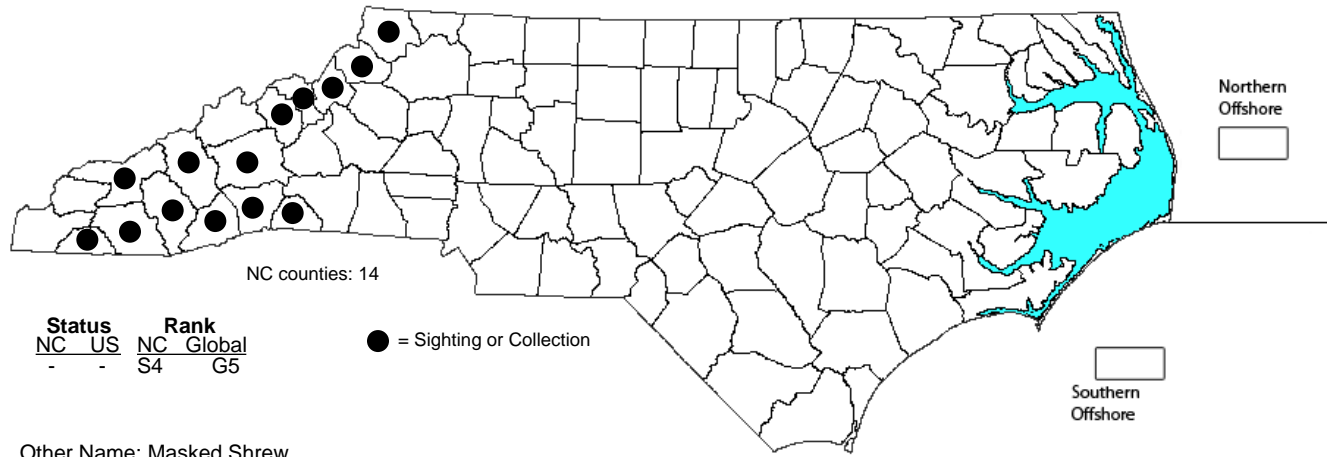 Northern
Offshore
NC counties: 14
Status Rank
NC US NC Global
- - S4 G5
= Sighting or Collection
Southern
Offshore
Other Name: Masked Shrew